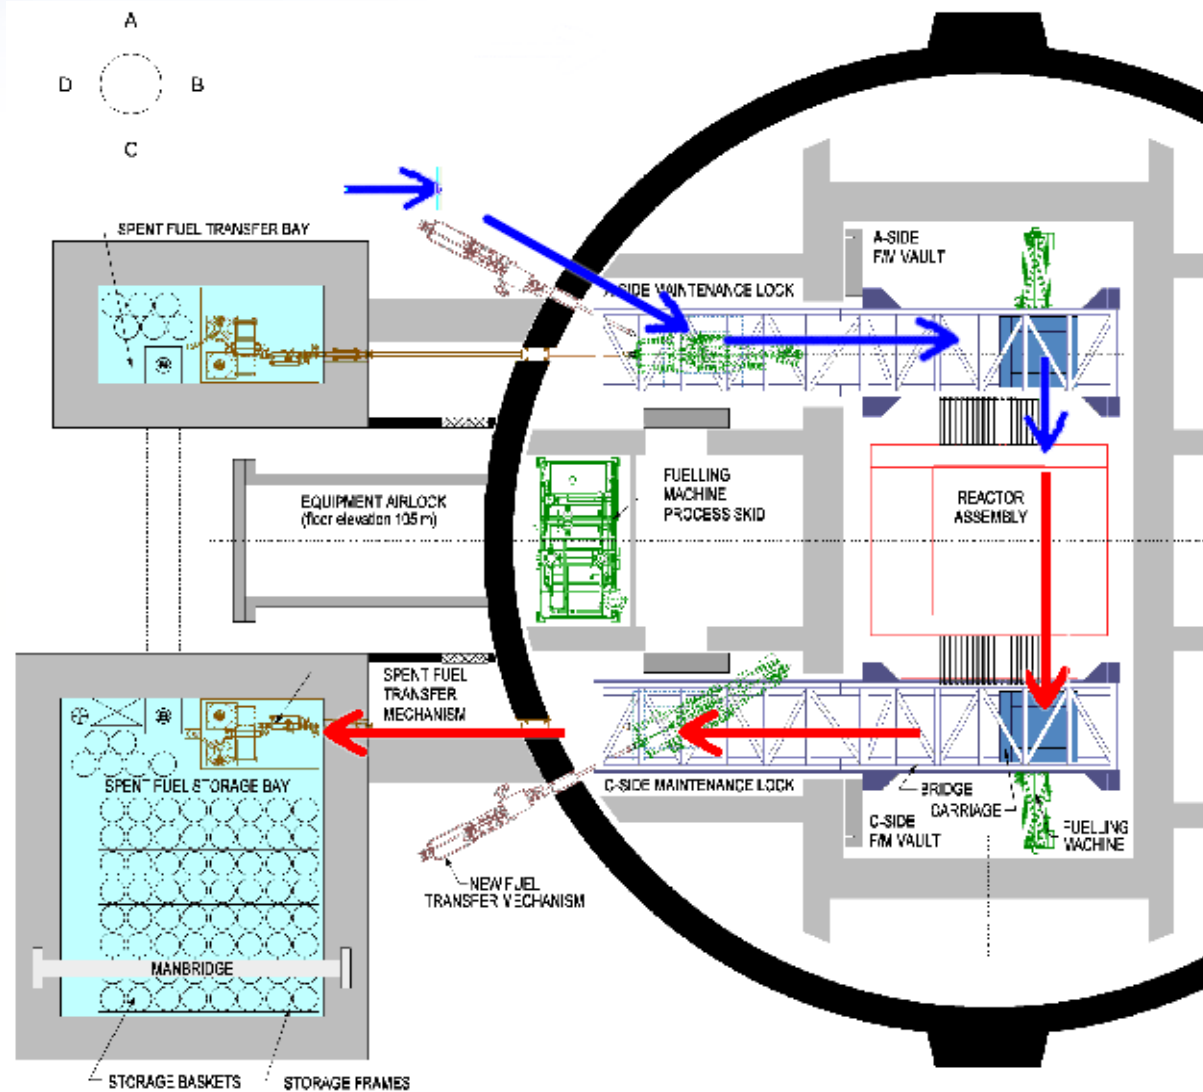 A
D
B
C
SPENT FUEL TRANSFER BAY
A-SIDE
F/M VAULT
A-SIDE MAINTENANCE LOCK
EQUIPMENT AIRLOCK
(floor elevation 105 m)
FUELLING
MACHINE
PROCESS SKID
REACTOR
ASSEMBLY
SPENT FUEL
TRANSFER
MECHANISM
SPENT FUEL STORAGE BAY
C-SIDE MAINTENANCE LOCK
BRIDGE
CARRIAGE
C-SIDE
F/M VAULT
FUELLING
MACHINE
NEW FUEL
TRANSFER MECHANISM
MANBRIDGE
STORAGE BASKETS
STORAGE FRAMES